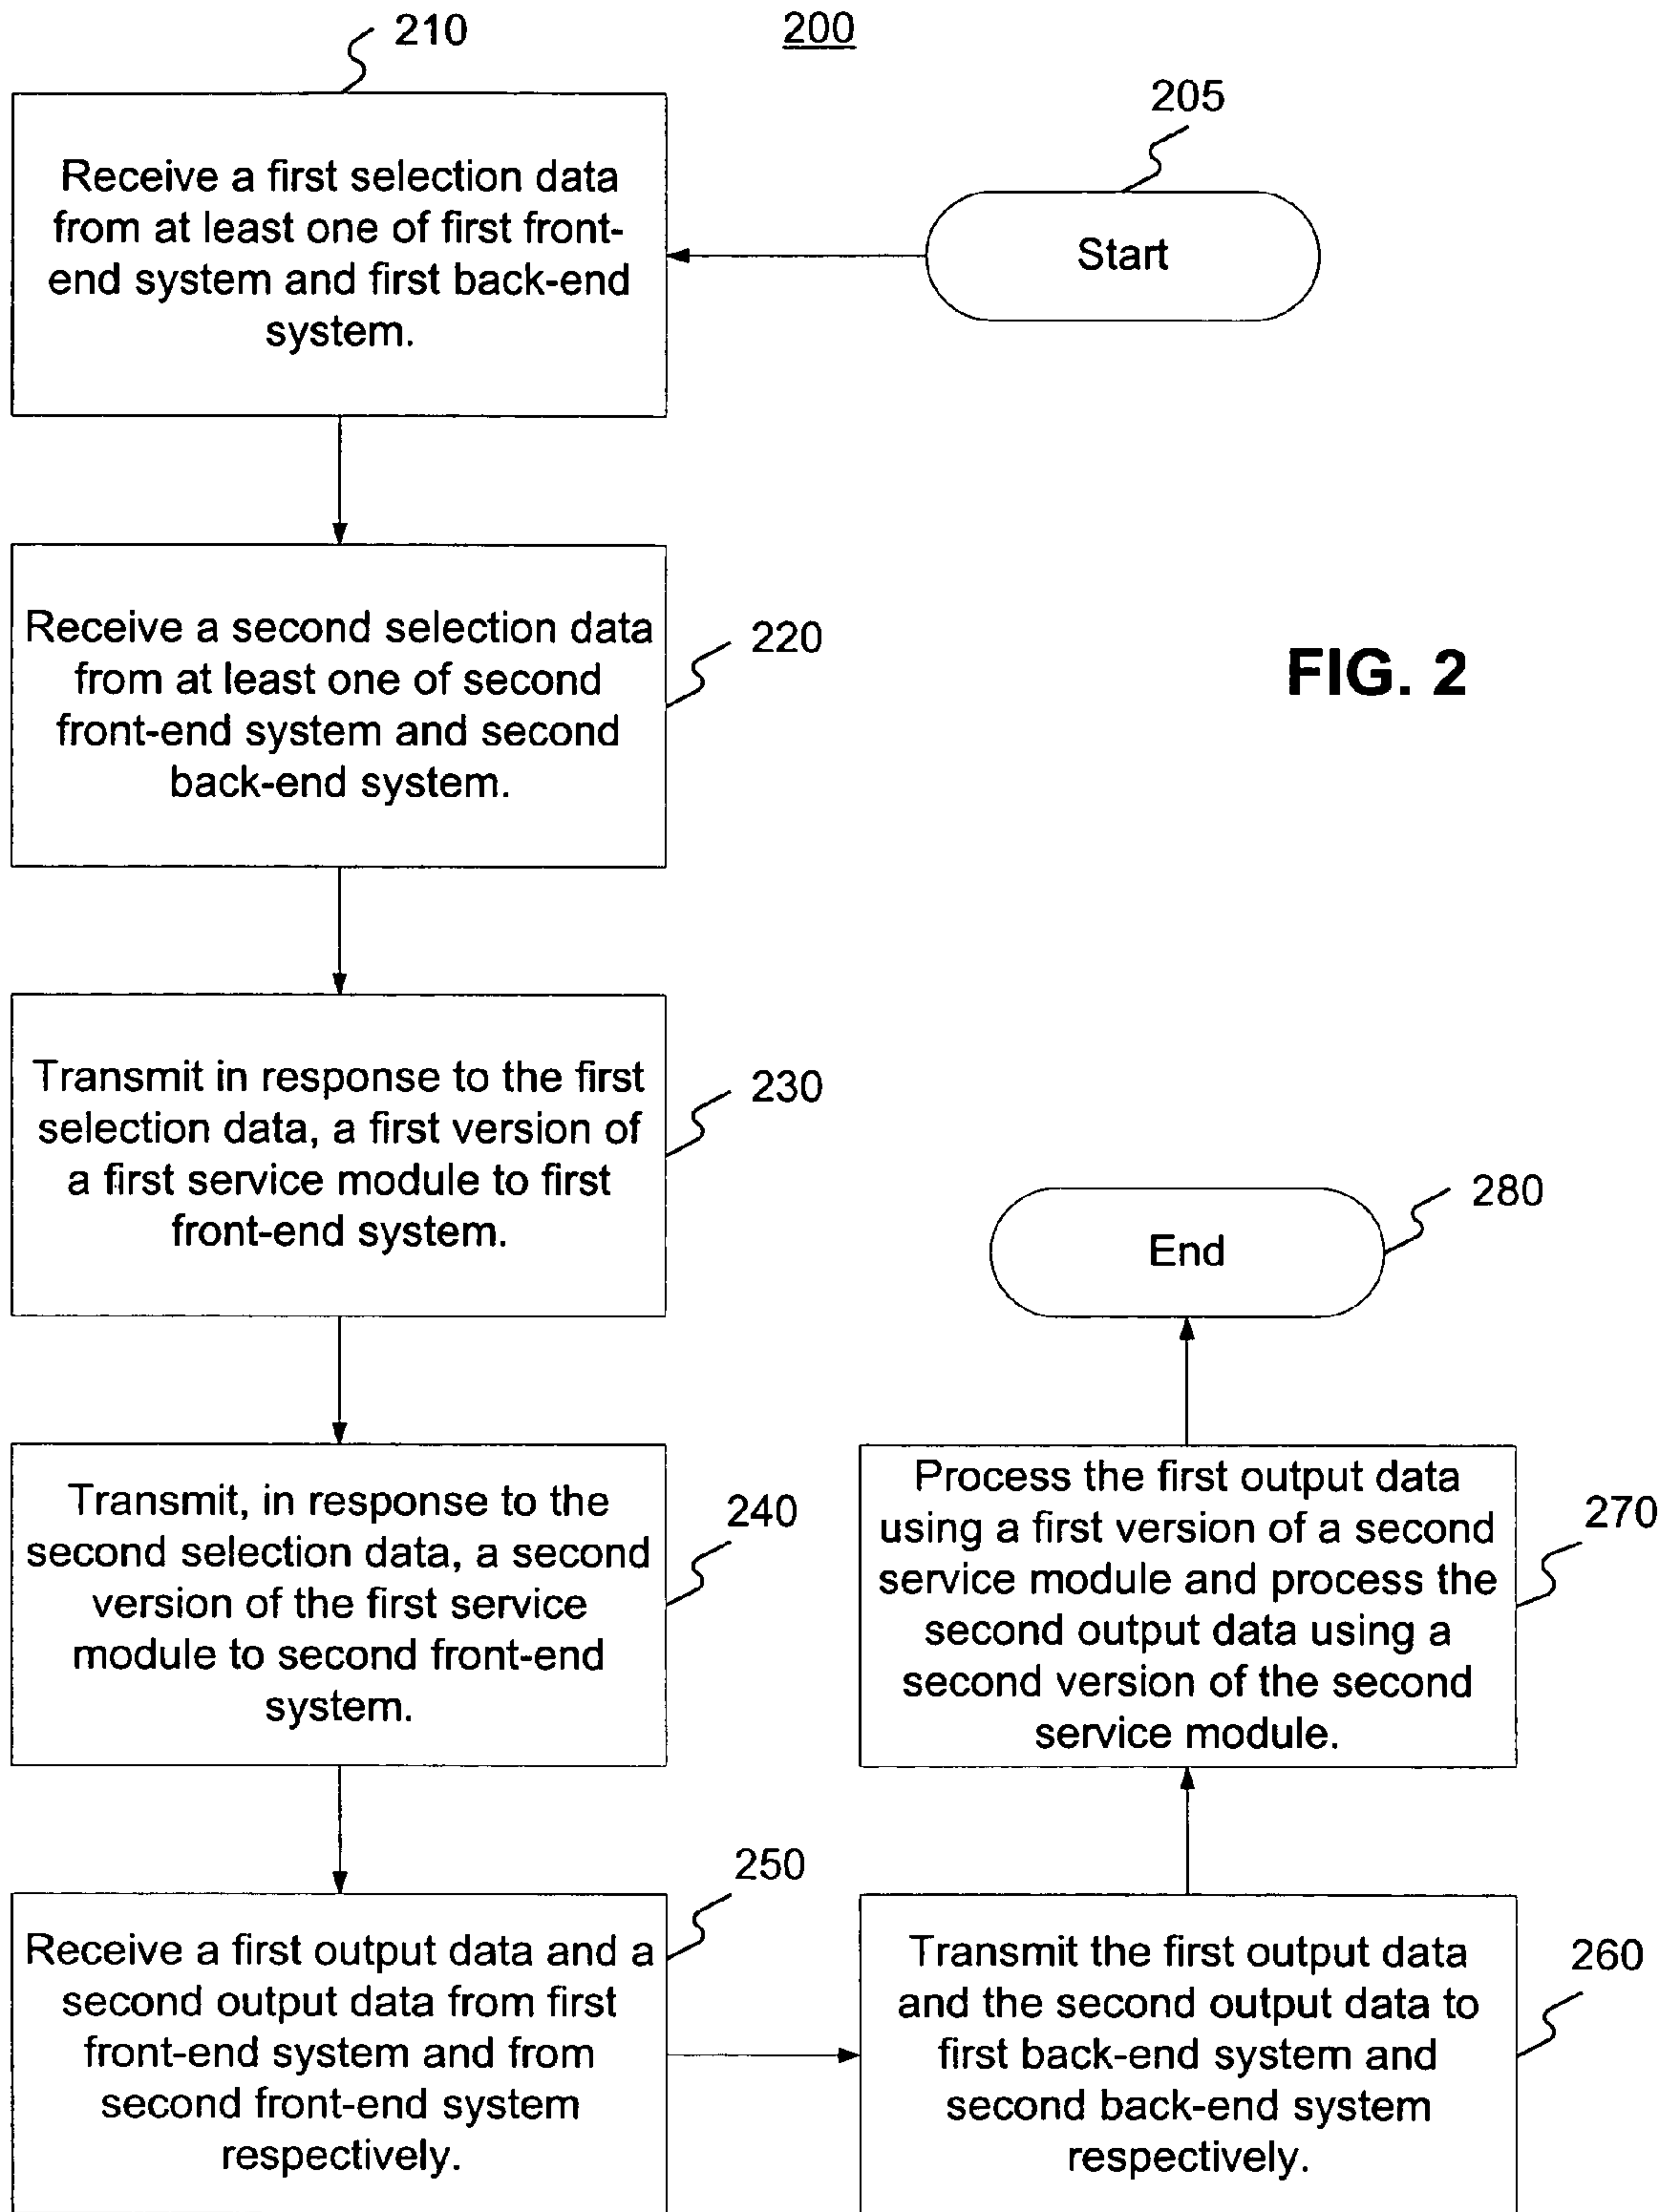 200
205
Start
210
Receive a first selection data
from at least one of first front-
end system and first back-end
system.
220
Receive a second selection data
from at least one of second
front-end system and second
back-end system.
FIG. 2
230
Transmit in response to the first
selection data, a first version of
a first service module to first
front-end system.
240
Transmit, in response to the
second selection data, a second
version of the first service
module to second front-end
system.
250
Receive a first output data and a
second output data from first
front-end system and from
second front-end system
respectively.
260
Transmit the first output data
and the second output data to
first back-end system and
second back-end system
respectively.
270
Process the first output data
using a first version of a second
service module and process the
second output data using a
second version of the second
service module.
280
End